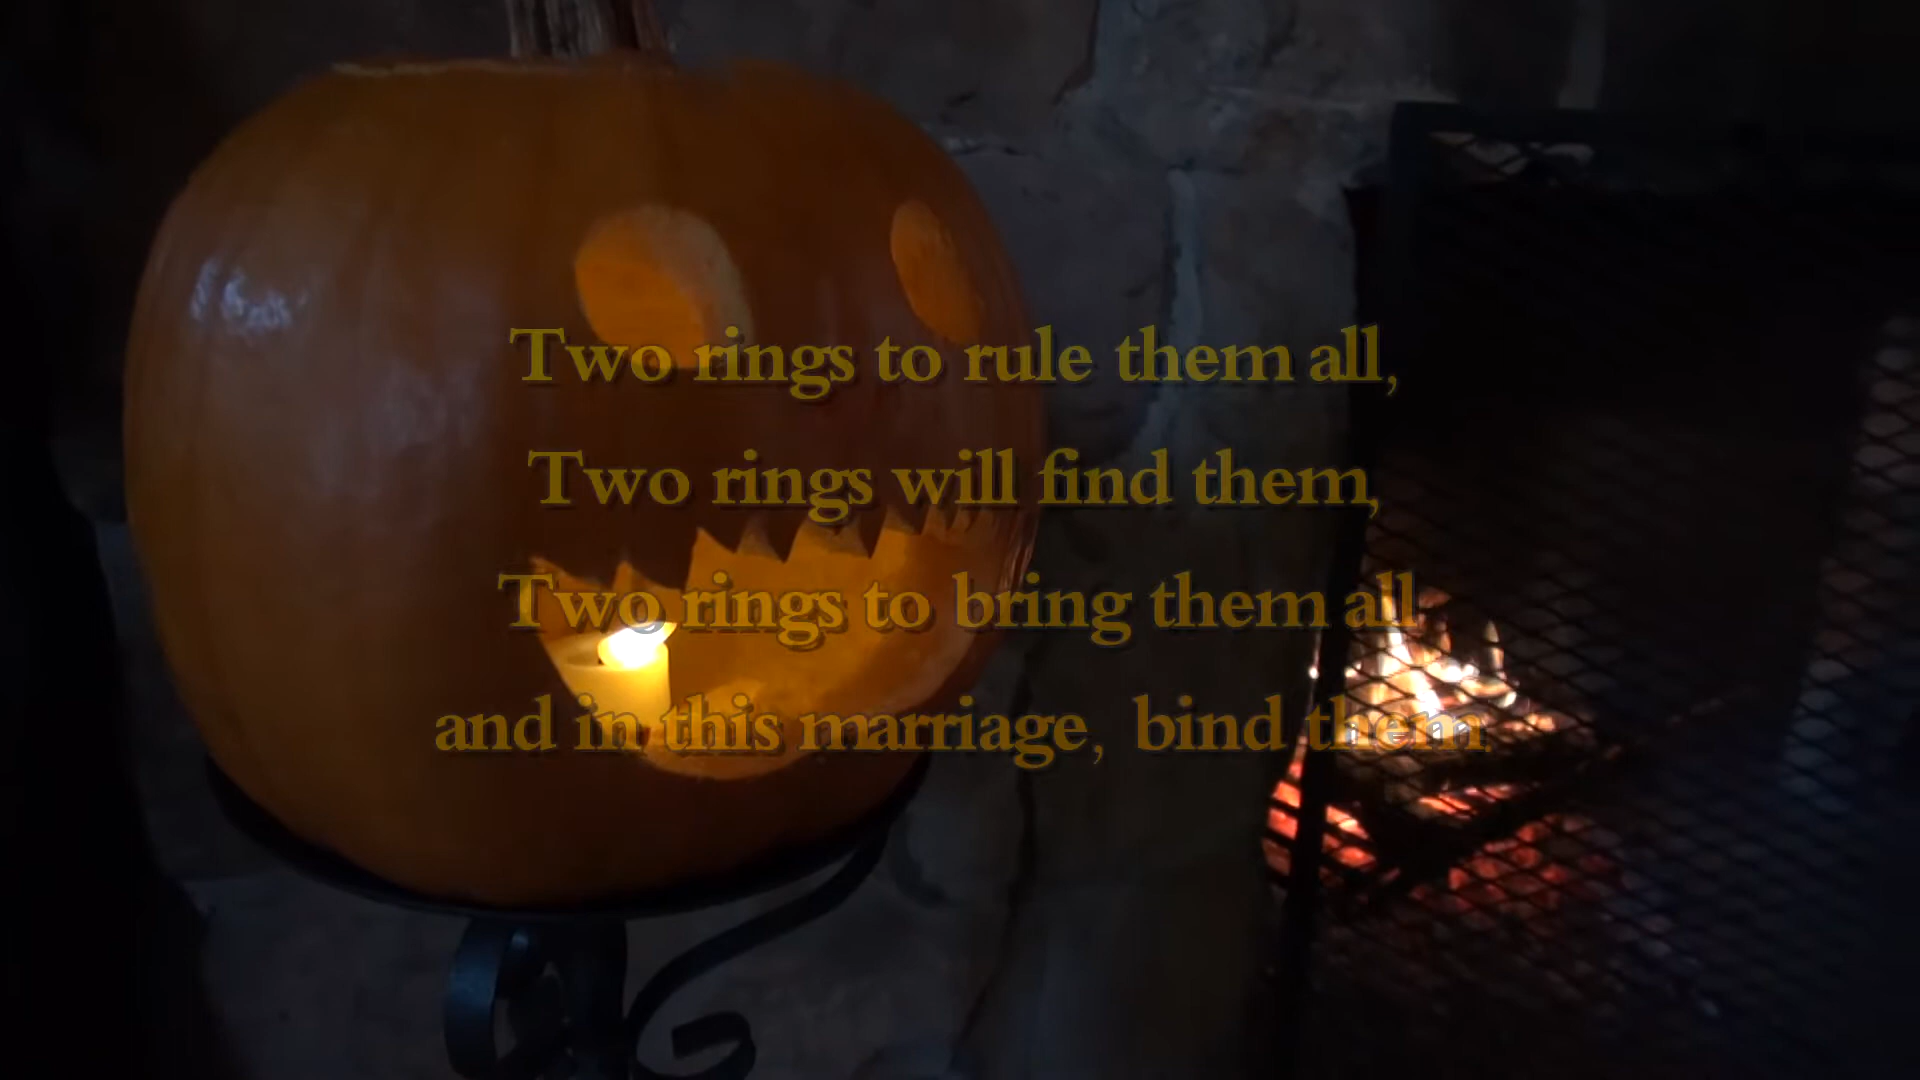 Two rings to rule them all,
Two rings will find them,
Two rings to bring them all
and in this marriage, bind them